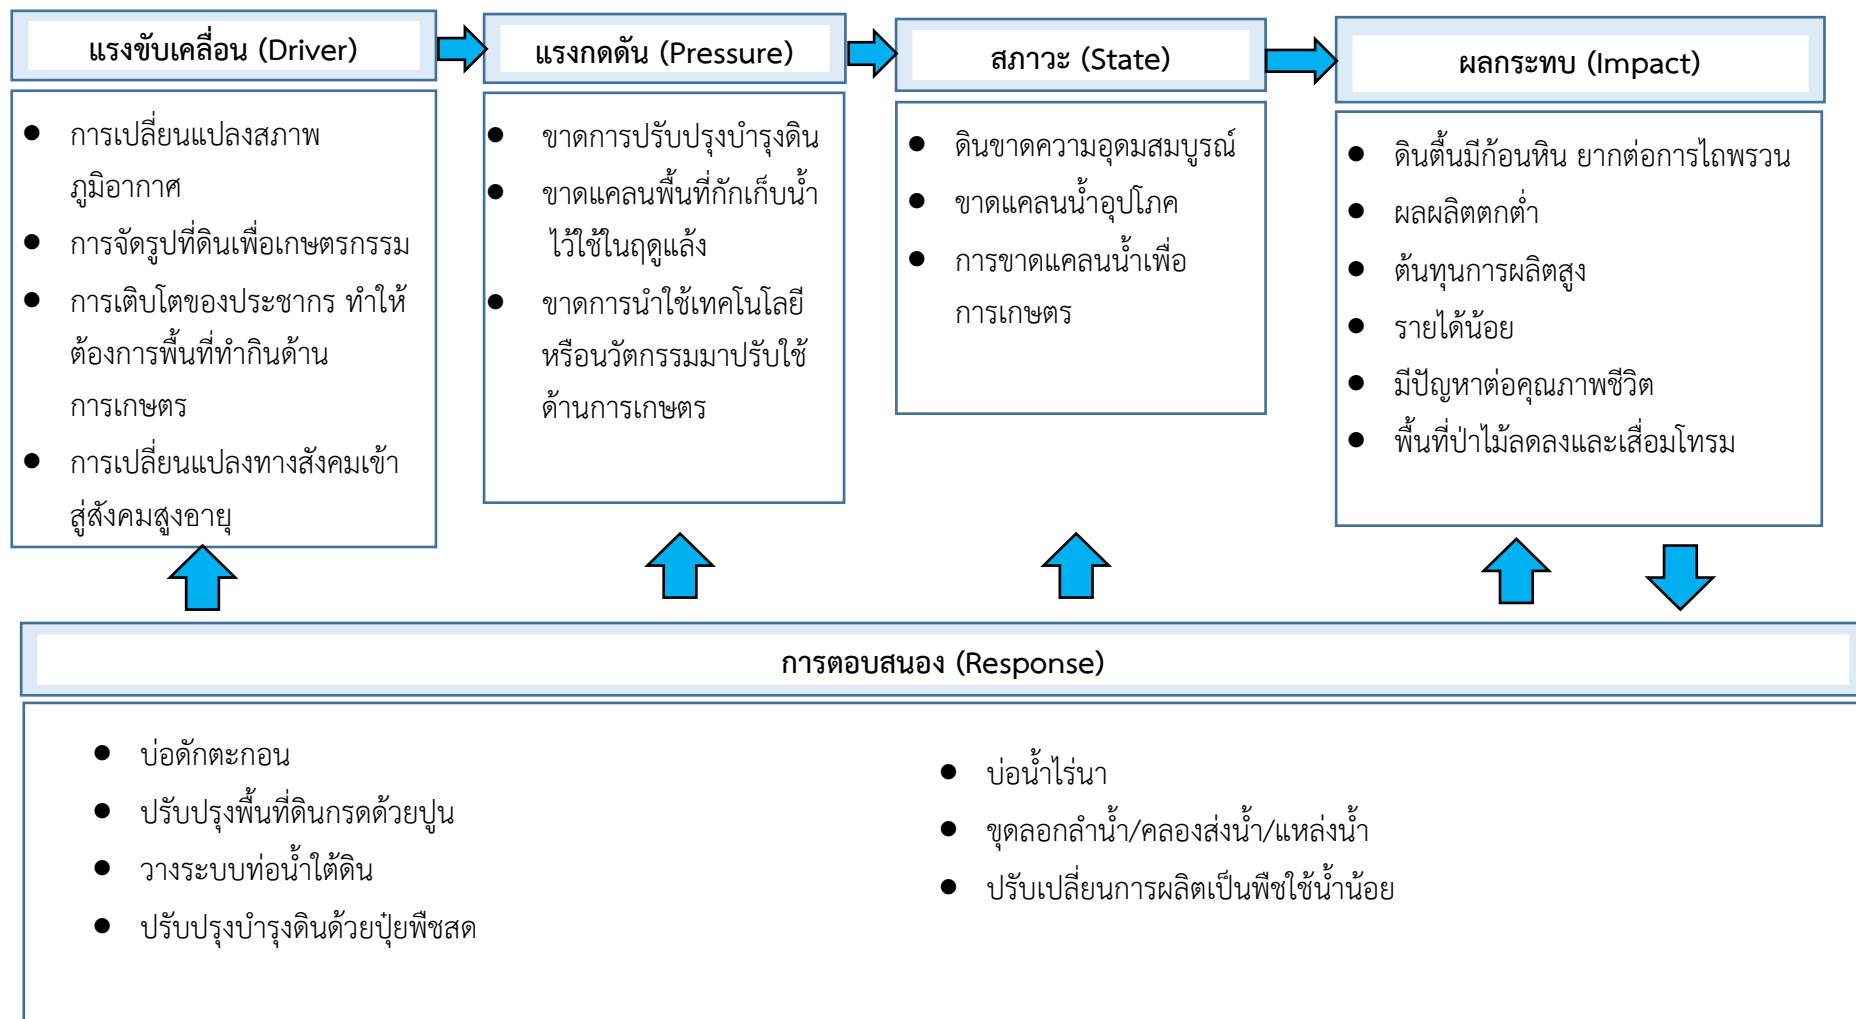 แรงขับเคลื่อน (Driver)
● การเปลี่ยนแปลงสภาพ
ภูมิอากาศ
● การจัดรูปที่ดินเพื่อเกษตรกรรม
● การเติบโตของประชากร ทำให้
ต้องการพื้นที่ทำกินด้าน
การเกษตร
● การเปลี่ยนแปลงทางสังคมเข้า
สู่สังคมสูงอายุ
แรงกดดัน (Pressure)
● ขาดการปรับปรุงบำรุงดิน
● ขาดแคลนพื้นที่กักเก็บน้ำ
ไว้ใช้ในฤดูแล้ง
● ขาดการนำใช้เทคโนโลยี
หรือนวัตกรรมมาปรับใช้
ด้านการเกษตร
สภาวะ (State)
● ดินขาดความอุดมสมบูรณ์
● ขาดแคลนน้ำอุปโภค
● การขาดแคลนน้ำเพื่อ
การเกษตร
ผลกระทบ (Impact)
● ดินตื้นมีก้อนหิน ยากต่อการไถพรวน
● ผลผลิตตกต่ำ
● ต้นทุนการผลิตสูง
● รายได้น้อย
● มีปัญหาต่อคุณภาพชีวิต
● พื้นที่ป่าไม้ลดลงและเสื่อมโทรม
การตอบสนอง (Response)
● บ่อดักตะกอน
● ปรับปรุงพื้นที่ดินกรดด้วยปูน
● วางระบบท่อน้ำใต้ดิน
● ปรับปรุงบำรุงดินด้วยปุ๋ยพืชสด
● บ่อน้ำไร่นา
● ขุดลอกลำน้ำ/คลองส่งน้ำ/แหล่งน้ำ
● ปรับเปลี่ยนการผลิตเป็นพืชใช้น้ำน้อย